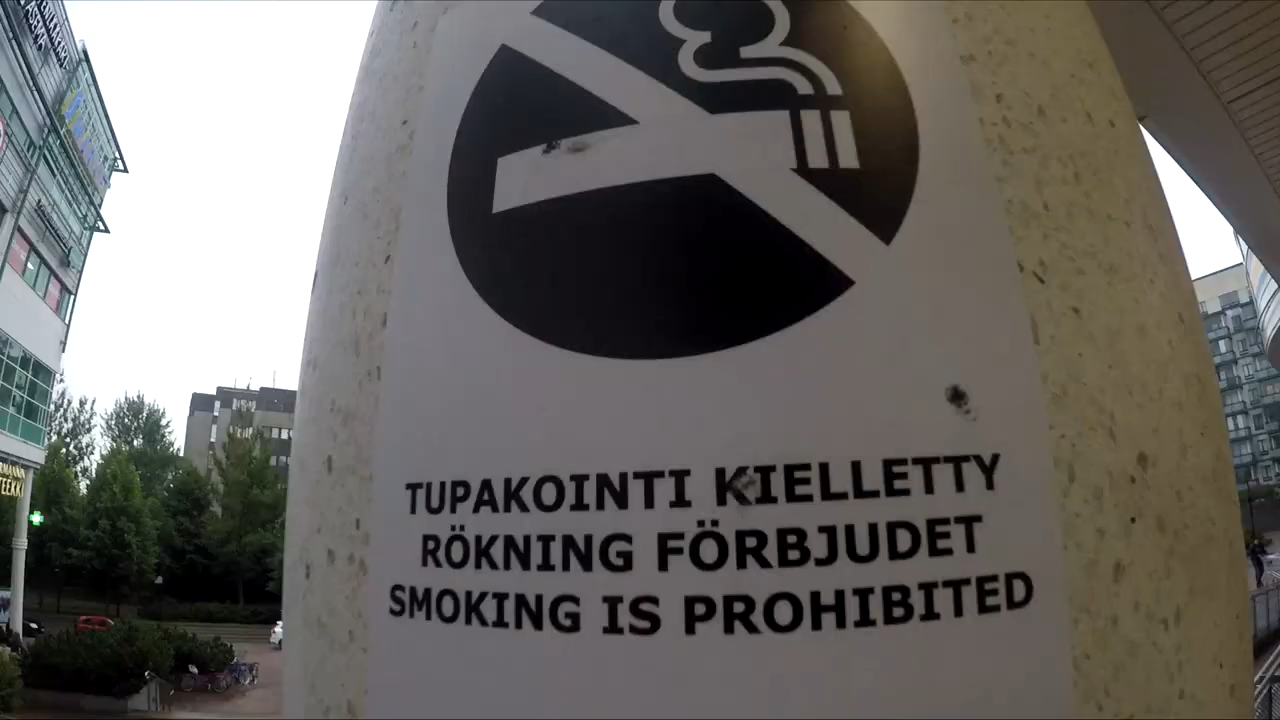 TUPAKOINTI KIELLETTY
RÖKNING FÖRBJUDET
SMOKING IS PROHIBITED